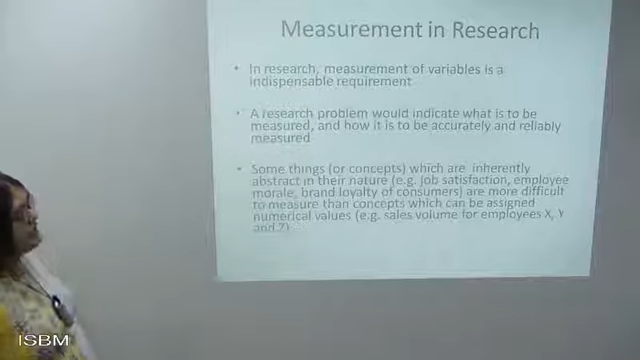 Measurement in Research
• In research, measurement of variables is a
indispensable requirement
• A research problem would indicate what is to be
measured, and how it is to be accurately and reliably
measured
• Some things (or concepts) which are inherently
abstract in their nature (e.g. job satisfaction, employee
morale, brand loyalty of consumers) are more difficult
to measure than concepts which can be assigned
numerical values (e.g. sales volume for employees X, Y
and Z)
ISBM